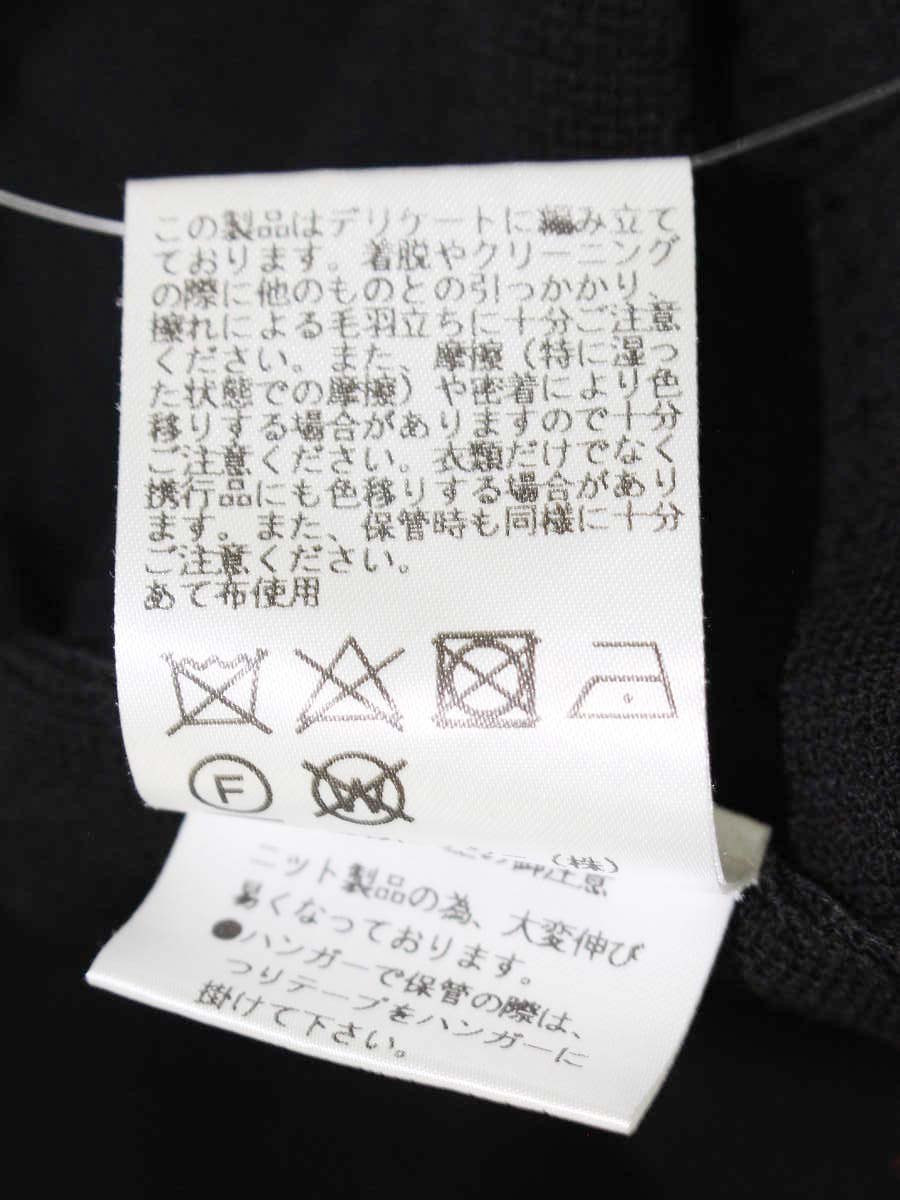 この製品はデリケートに編み立て
ております。着脱やクリーニング
の際に他のものとの引っかかり、
擦れによる毛羽立ちに十分ご注意
ください。また、摩擦（特に湿っ
た状態での摩擦）や密着により色
移りする場合がありますので十分
ご注意ください。衣類だけでなく
携行品にも色移りする場合があり
ます。また、保管時も同様に十分
ご注意ください。
あて布使用
F
W
(株)
注意
ニット製品の為、大変伸び
易くなっております。
●ハンガーで保管の際は、
つりテープをハンガーに
掛けて下さい。